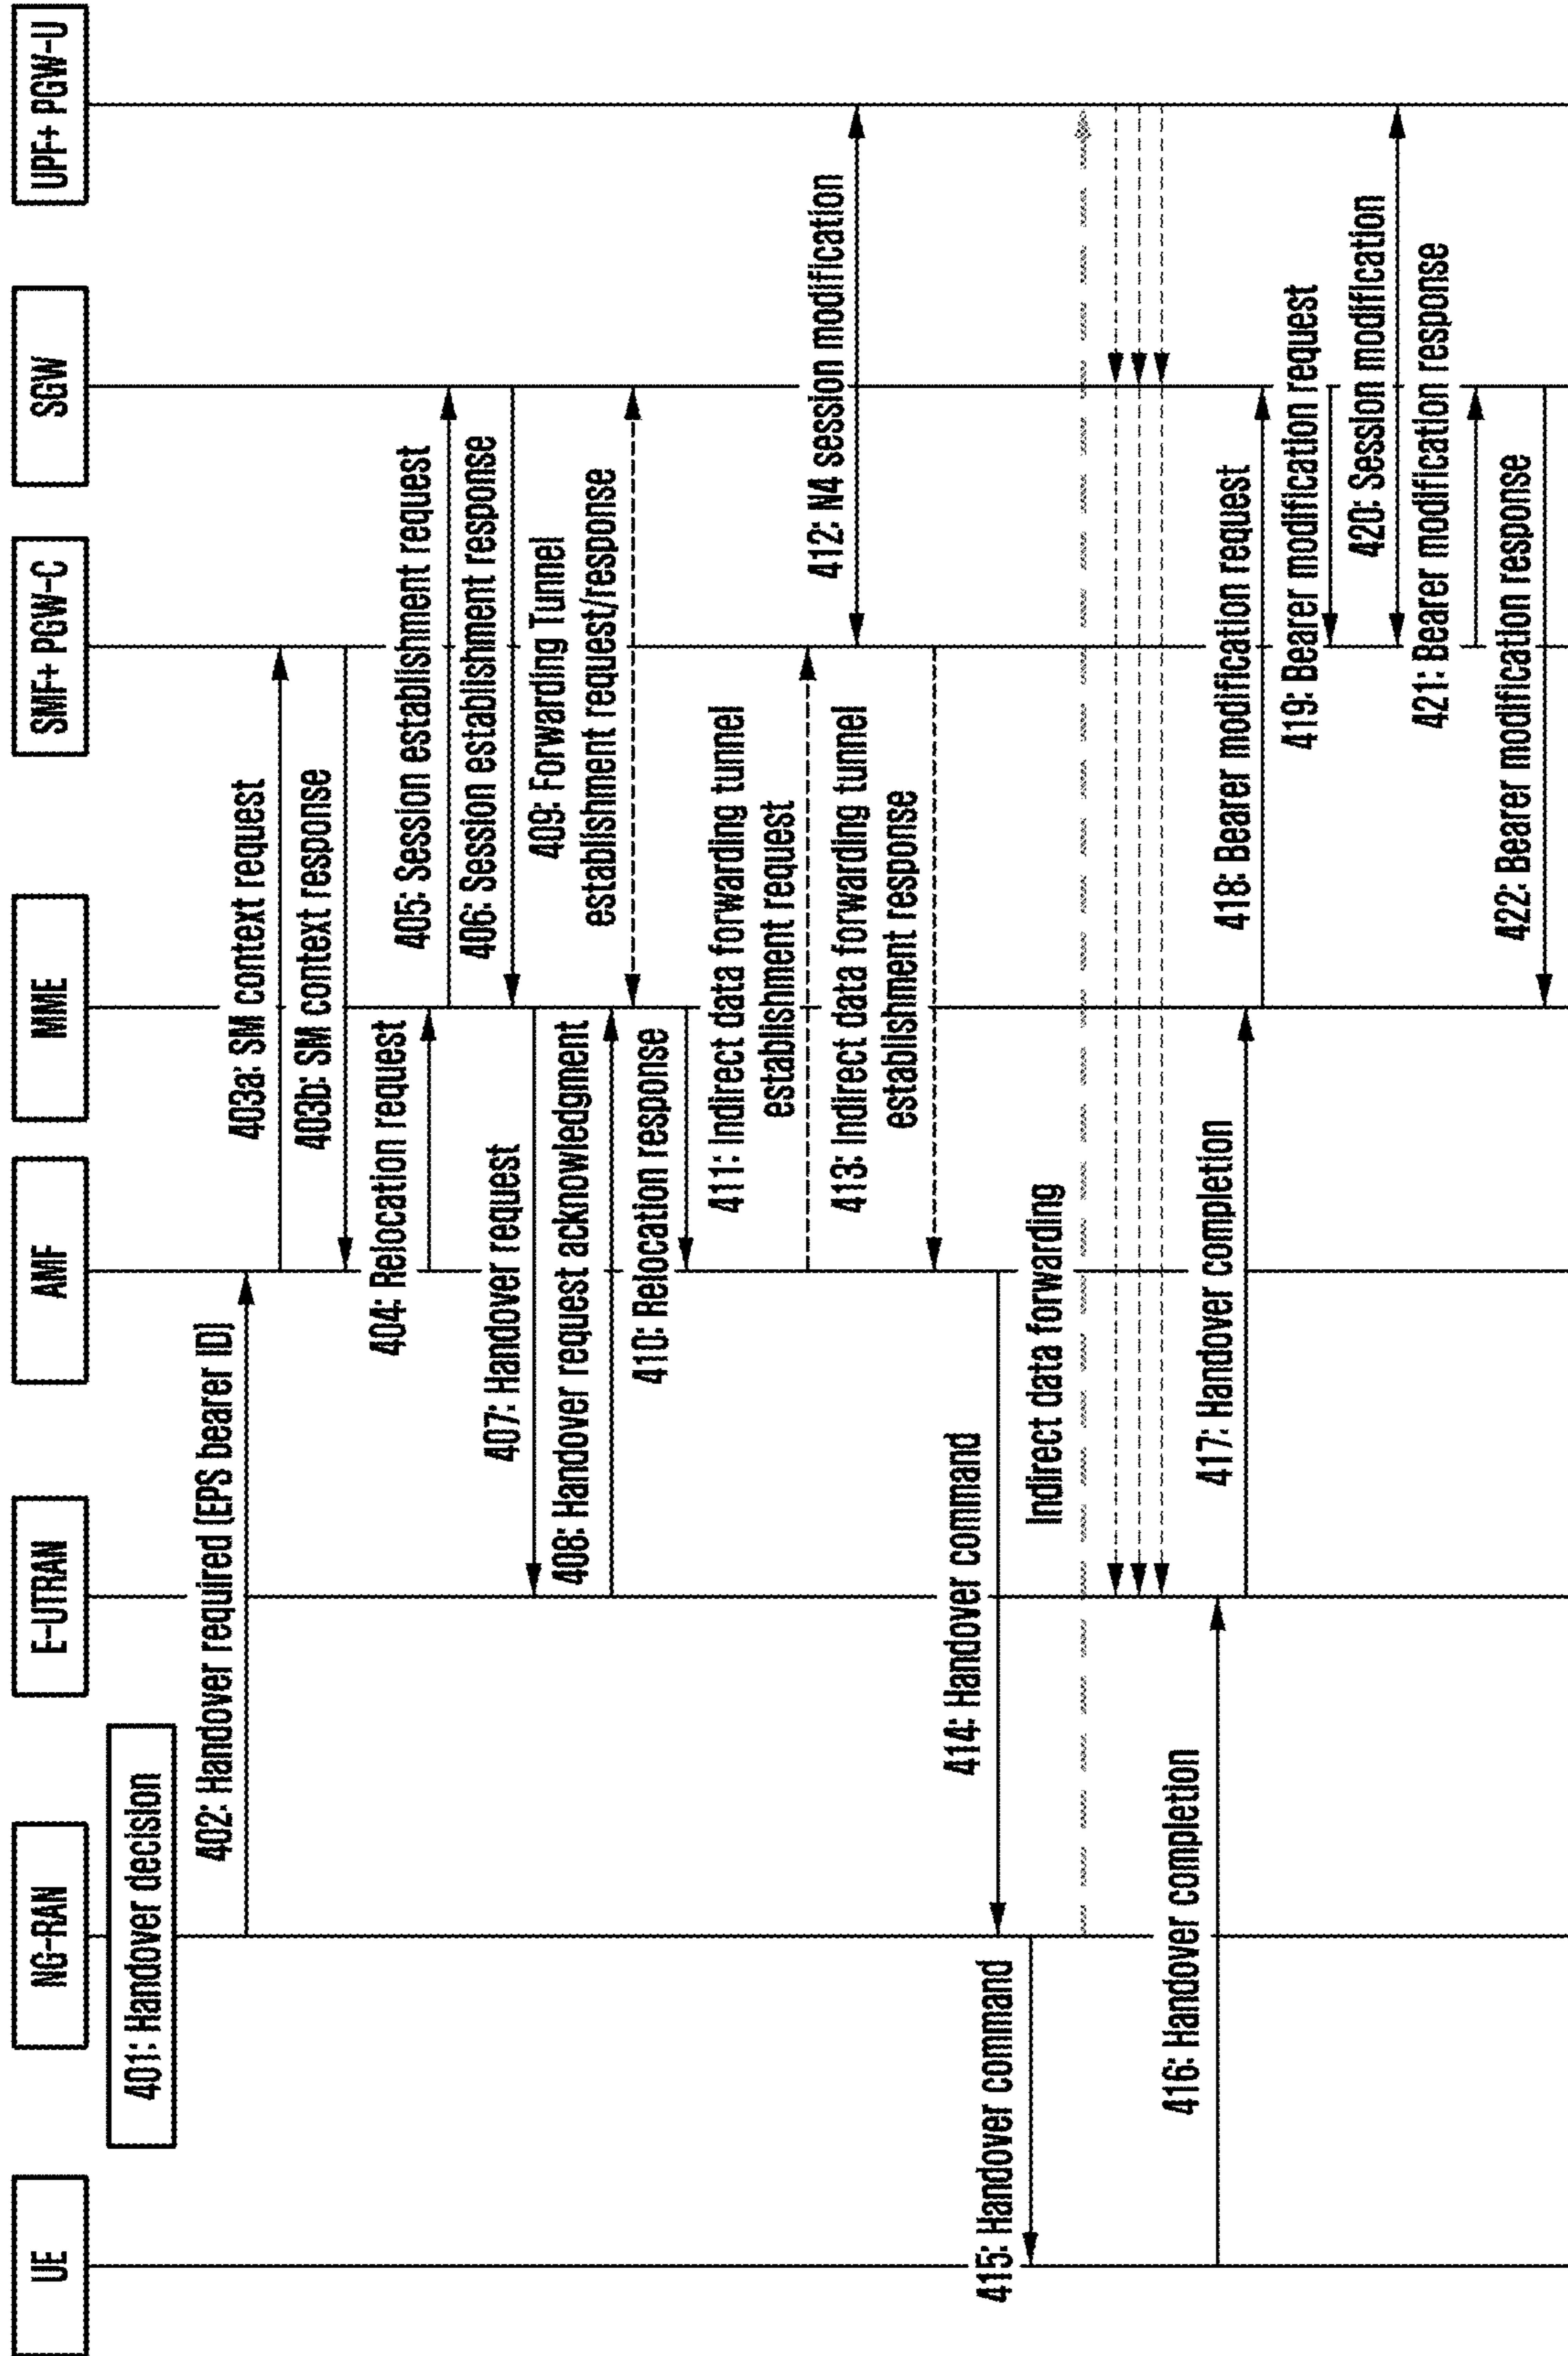 UE
NG-RAN
E-UTRAN
AMF
MME
SMF+ PGW-C
SGW
UPF+ PGW-U
401: Handover decision
402: Handover required (EPS bearer ID)
403a: SM context request
403b: SM context response
404: Relocation request
405: Session establishment request
406: Session establishment response
407: Handover request
408: Handover request acknowledgment
409: Forwarding Tunnel
establishment request/response
410: Relocation response
411: Indirect data forwarding tunnel
establishment request
412: N4 session modification
413: Indirect data forwarding tunnel
establishment response
414: Handover command
415: Handover command
Indirect data forwarding
416: Handover completion
417: Handover completion
418: Bearer modification request
419: Bearer modification request
420: Session modification
421: Bearer modification response
422: Bearer modification response